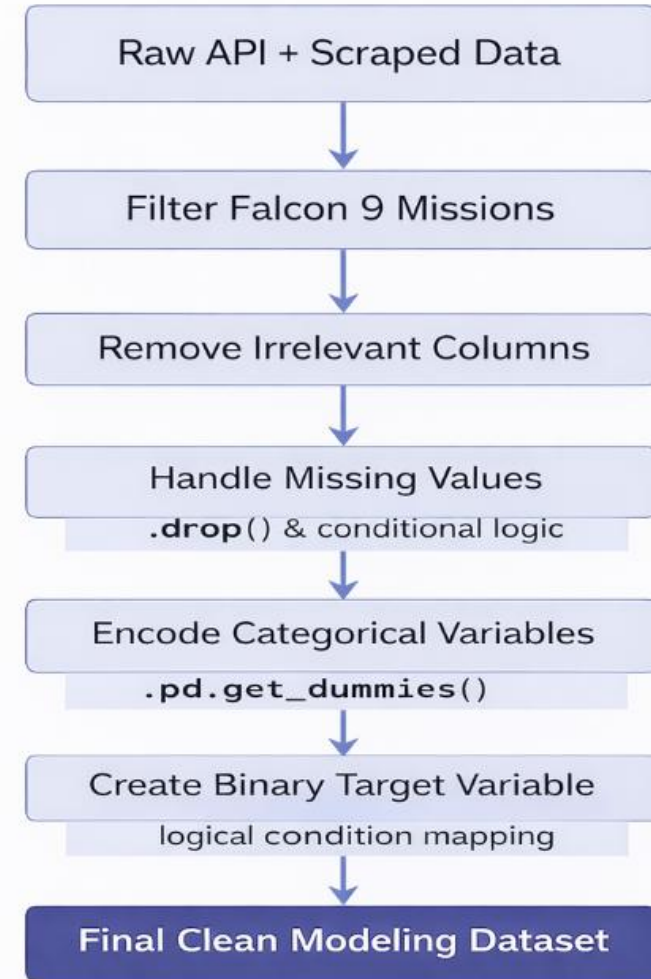 Raw API + Scraped Data
Filter Falcon 9 Missions
Remove Irrelevant Columns
Handle Missing Values
.drop() & conditional logic
Encode Categorical Variables
.pd.get_dummies()
Create Binary Target Variable
logical condition mapping
Final Clean Modeling Dataset